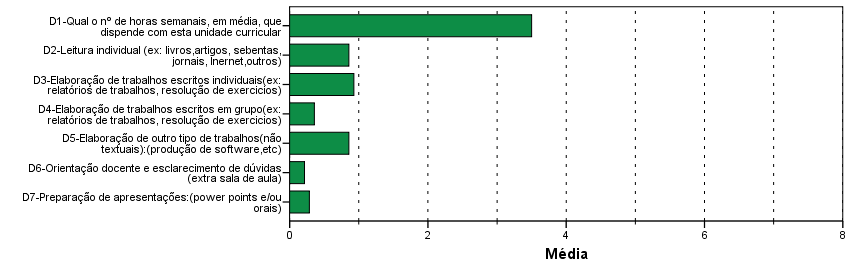 D1-Qual o nº de horas semanais, em média, que
dispende com esta unidade curricular
D2-Leitura individual (ex: livros,artigos, sebentas,
jornais, Inernet,outros)
D3-Elaboração de trabalhos escritos individuais(ex:
relatórios de trabalhos, resolução de exercicios)
D4-Elaboração de trabalhos escritos em grupo(ex:
relatórios de trabalhos, resolução de exercicios)
D5-Elaboração de outro tipo de trabalhos(não
textuais):(produção de software,etc)
D6-Orientação docente e esclarecimento de dúvidas
(extra sala de aula)
D7-Preparação de apresentações:(power points e/ou
orais)
0 2 4 6 8
Média